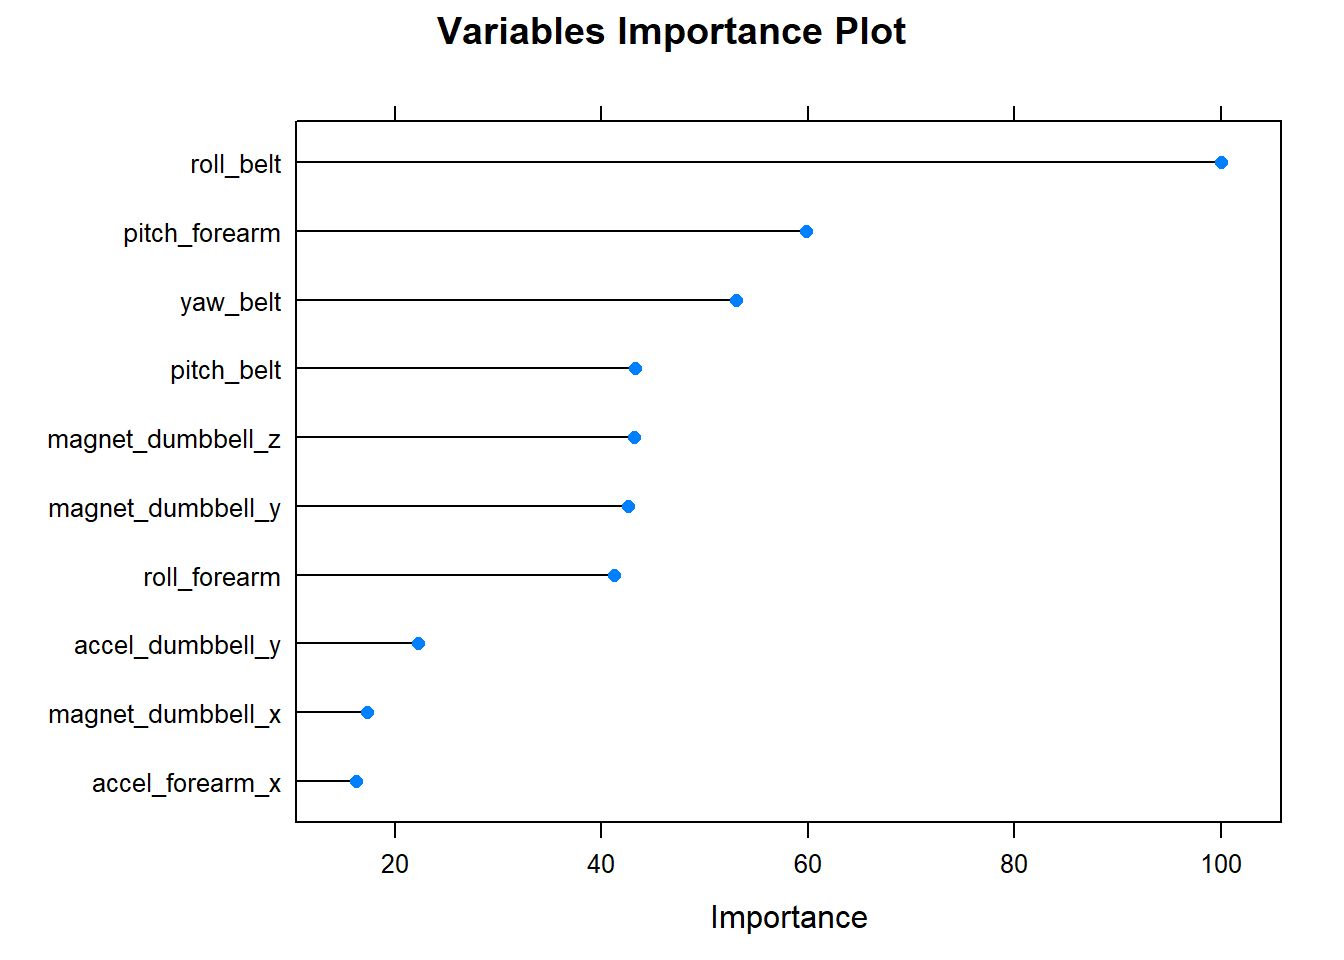 Variables Importance Plot
roll_belt
pitch_forearm
yaw_belt
pitch_belt
magnet_dumbbell_z
magnet_dumbbell_y
roll_forearm
accel_dumbbell_y
magnet_dumbbell_x
accel_forearm_x
20 40 60 80 100
Importance